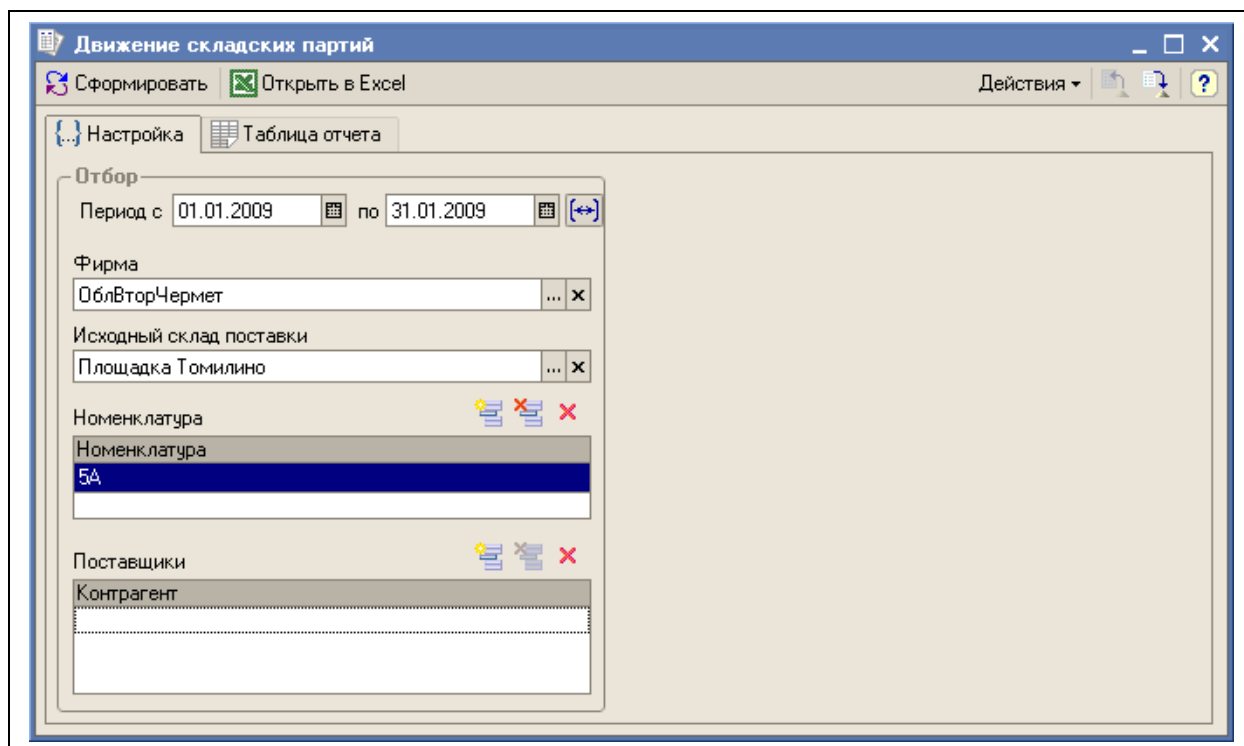 Движение складских партий
Сформировать Открыть в Excel Действия
{...} Настройка Таблица отчета
Отбор
Период с 01.01.2009 по 31.01.2009
Фирма
ОблВторЧермет ... x
Исходный склад поставки
Площадка Томилино ... x
Номенклатура
Номенклатура
5А
Поставщики
Контрагент